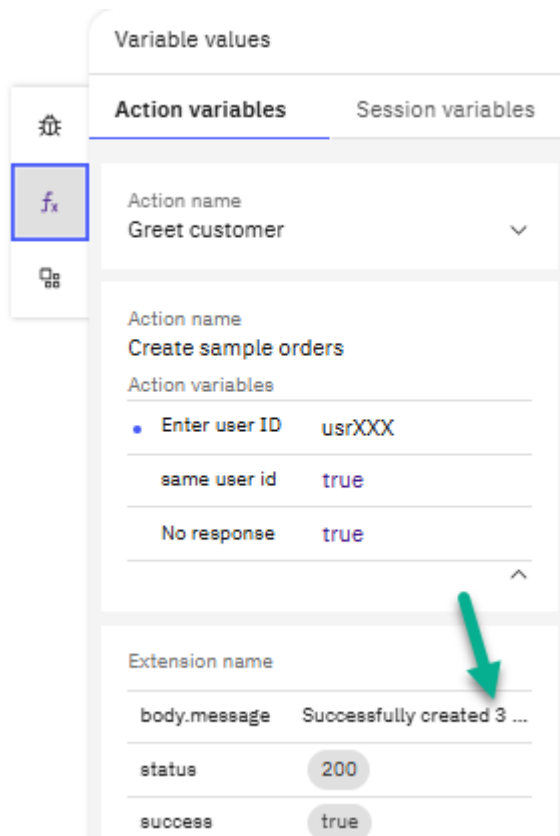 Variable values
Action variables Session variables
fx
Action name
Greet customer
Action name
Create sample orders
Action variables
Enter user ID usrXXX
same user id true
No response true
Extension name
body.message Successfully created 3 ...
status 200
success true